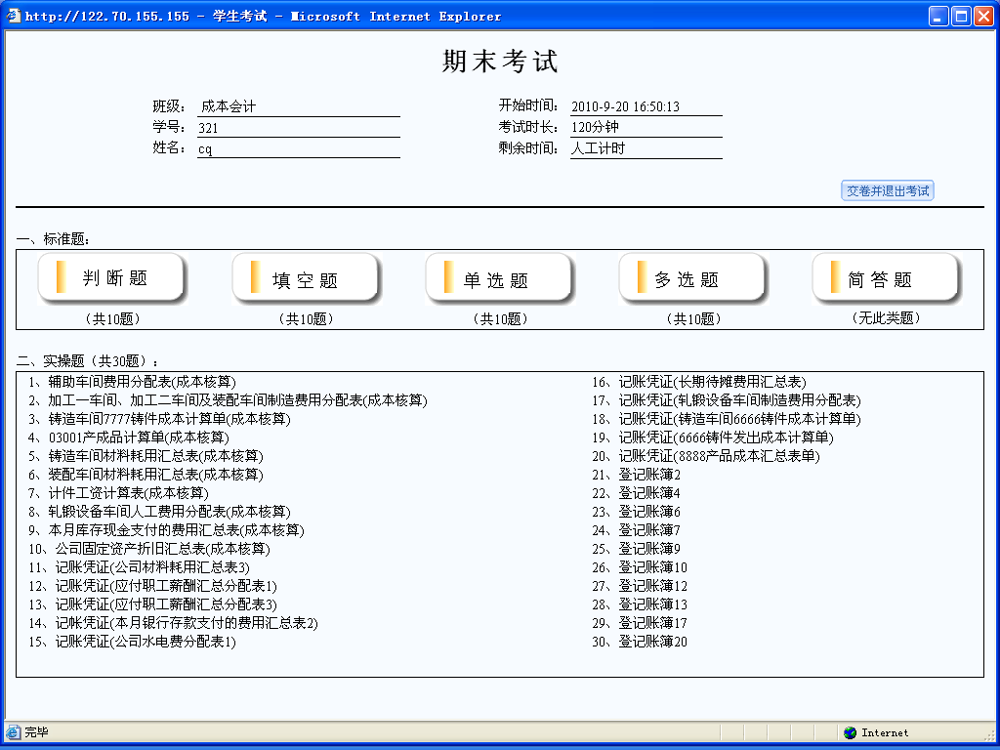 http://122.70.155.155 - 学生考试 - Microsoft Internet Explorer
期末考试
班级： 成本会计
开始时间： 2010-9-20 16:50:13
学号： 321
考试时长： 120分钟
姓名： cq
剩余时间： 人工计时
交卷并退出考试
一、标准题：
判断题 填空题 单选题 多选题 简答题
（共10题） （共10题） （共10题） （共10题） （无此类题）
二、实操题（共30题）：
1、辅助车间费用分配表(成本核算)
2、加工一车间、加工二车间及装配车间制造费用分配表(成本核算)
3、铸造车间7777铸件成本计算单(成本核算)
4、03001产成品计算单(成本核算)
5、铸造车间材料耗用汇总表(成本核算)
6、装配车间材料耗用汇总表(成本核算)
7、计件工资计算表(成本核算)
8、轧锻设备车间人工费用分配表(成本核算)
9、本月库存现金支付的费用汇总表(成本核算)
10、公司固定资产折旧汇总表(成本核算)
11、记账凭证(公司材料耗用汇总表3)
12、记账凭证(应付职工薪酬汇总分配表1)
13、记账凭证(应付职工薪酬汇总分配表3)
14、记帐凭证(本月银行存款支付的费用汇总表2)
15、记账凭证(公司水电费分配表1)
16、记账凭证(长期待摊费用汇总表)
17、记账凭证(轧锻设备车间制造费用分配表)
18、记账凭证(铸造车间6666铸件成本计算单)
19、记账凭证(6666铸件发出成本计算单)
20、记账凭证(8888产品成本汇总表单)
21、登记账簿2
22、登记账簿4
23、登记账簿6
24、登记账簿7
25、登记账簿9
26、登记账簿10
27、登记账簿12
28、登记账簿13
29、登记账簿17
30、登记账簿20
完毕
Internet